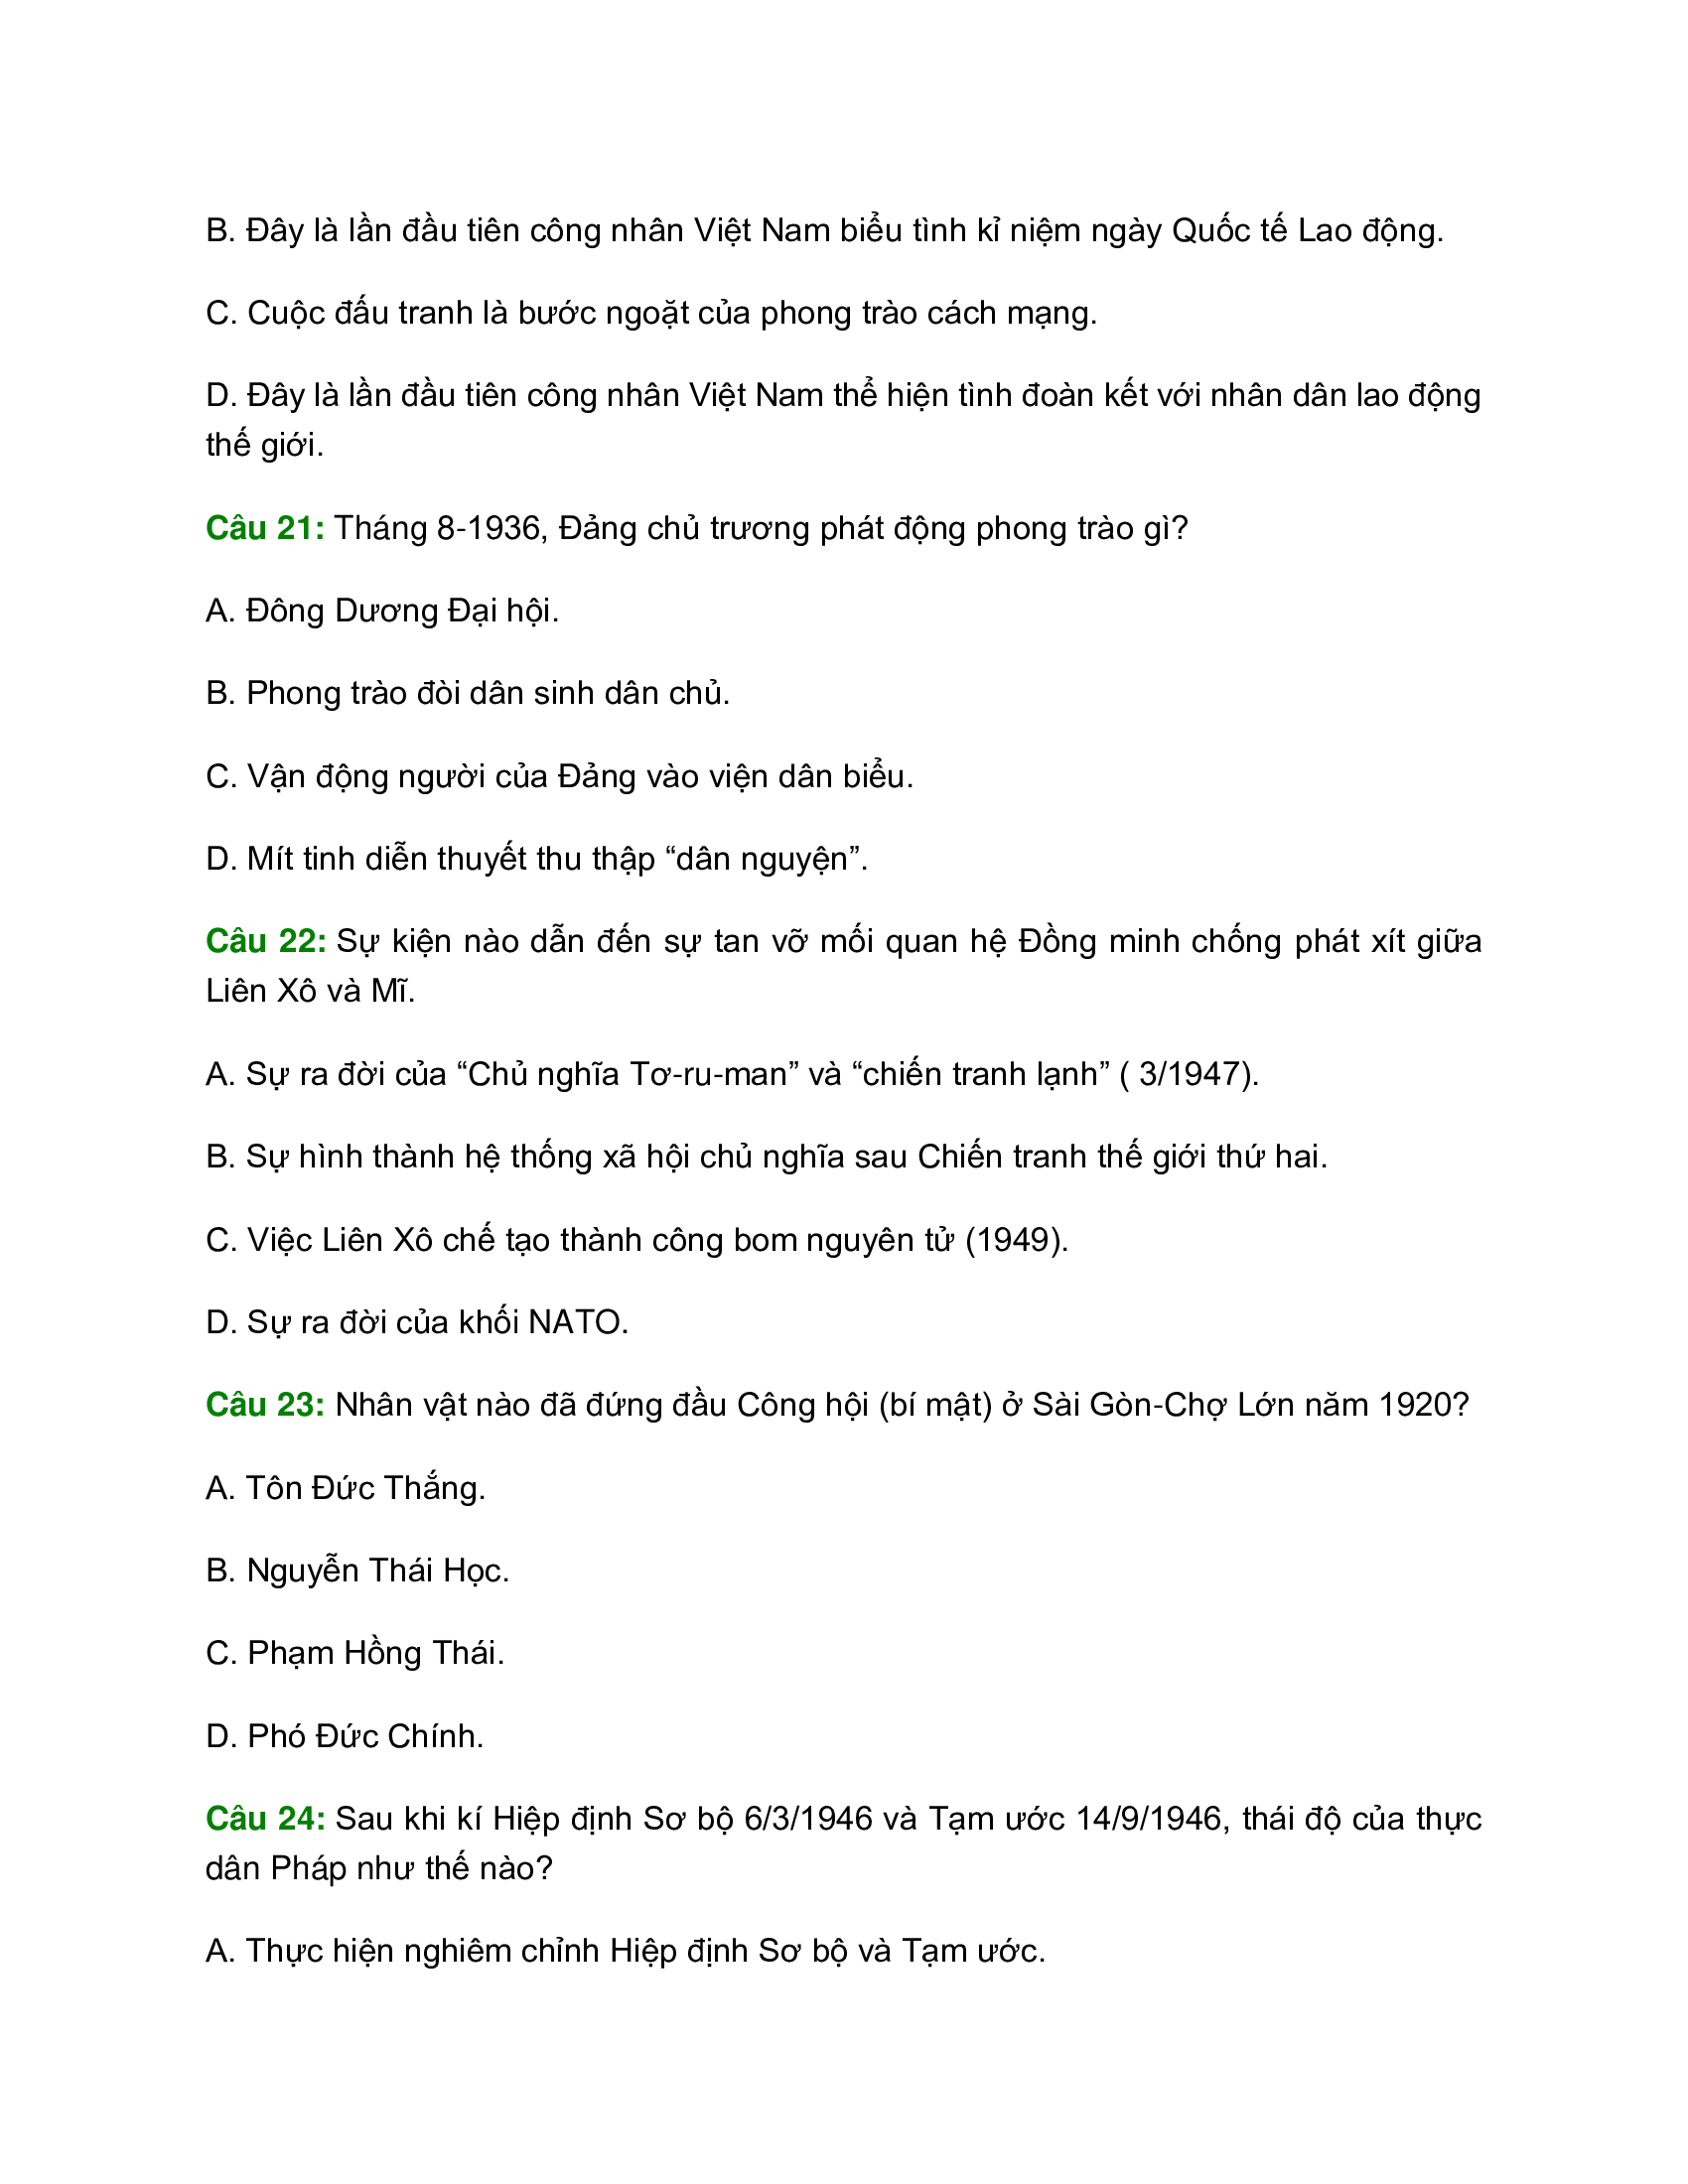 B. Đây là lần đầu tiên công nhân Việt Nam biểu tình kỉ niệm ngày Quốc tế Lao động.
C. Cuộc đấu tranh là bước ngoặt của phong trào cách mạng.
D. Đây là lần đầu tiên công nhân Việt Nam thể hiện tình đoàn kết với nhân dân lao động
thế giới.
Câu 21: Tháng 8-1936, Đảng chủ trương phát động phong trào gì?
A. Đông Dương Đại hội.
B. Phong trào đòi dân sinh dân chủ.
C. Vận động người của Đảng vào viện dân biểu.
D. Mít tinh diễn thuyết thu thập “dân nguyện”.
Câu 22: Sự kiện nào dẫn đến sự tan vỡ mối quan hệ Đồng minh chống phát xít giữa
Liên Xô và Mĩ.
A. Sự ra đời của “Chủ nghĩa Tơ-ru-man” và “chiến tranh lạnh” ( 3/1947).
B. Sự hình thành hệ thống xã hội chủ nghĩa sau Chiến tranh thế giới thứ hai.
C. Việc Liên Xô chế tạo thành công bom nguyên tử (1949).
D. Sự ra đời của khối NATO.
Câu 23: Nhân vật nào đã đứng đầu Công hội (bí mật) ở Sài Gòn-Chợ Lớn năm 1920?
A. Tôn Đức Thắng.
B. Nguyễn Thái Học.
C. Phạm Hồng Thái.
D. Phó Đức Chính.
Câu 24: Sau khi kí Hiệp định Sơ bộ 6/3/1946 và Tạm ước 14/9/1946, thái độ của thực
dân Pháp như thế nào?
A. Thực hiện nghiêm chỉnh Hiệp định Sơ bộ và Tạm ước.